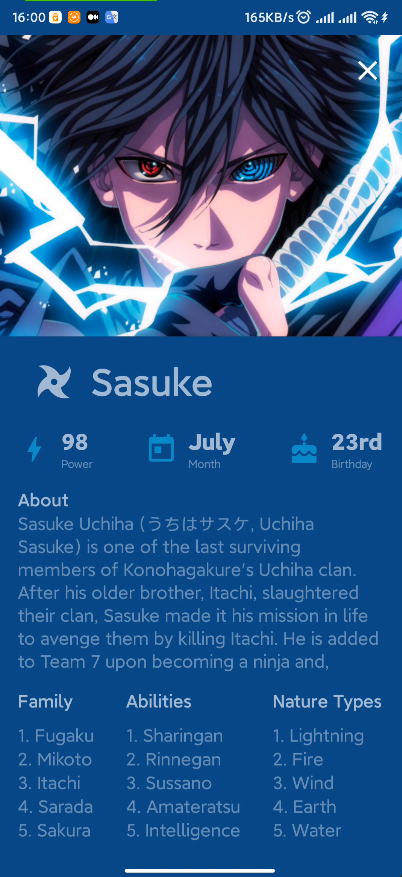 16:00 165KB/s
Sasuke
98 July 23rd
Power Month Birthday
About
Sasuke Uchiha (うちはサスケ, Uchiha
Sasuke) is one of the last surviving
members of Konohagakure's Uchiha clan.
After his older brother, Itachi, slaughtered
their clan, Sasuke made it his mission in life
to avenge them by killing Itachi. He is added
to Team 7 upon becoming a ninja and,
Family Abilities Nature Types
1. Fugaku 1. Sharingan 1. Lightning
2. Mikoto 2. Rinnegan 2. Fire
3. Itachi 3. Sussano 3. Wind
4. Sarada 4. Amateratsu 4. Earth
5. Sakura 5. Intelligence 5. Water